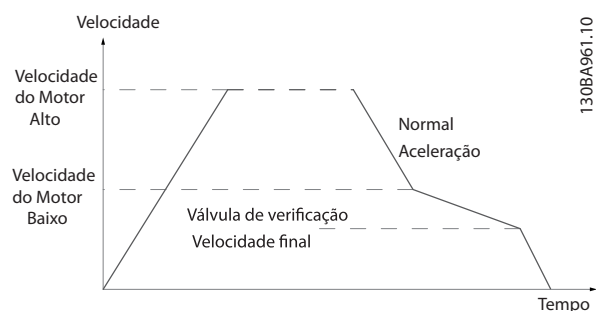 Velocidade
130BA961.10
Velocidade
do Motor
Alto
Normal
Aceleração
Velocidade
do Motor
Baixo
Válvula de verificação
Velocidade final
Tempo